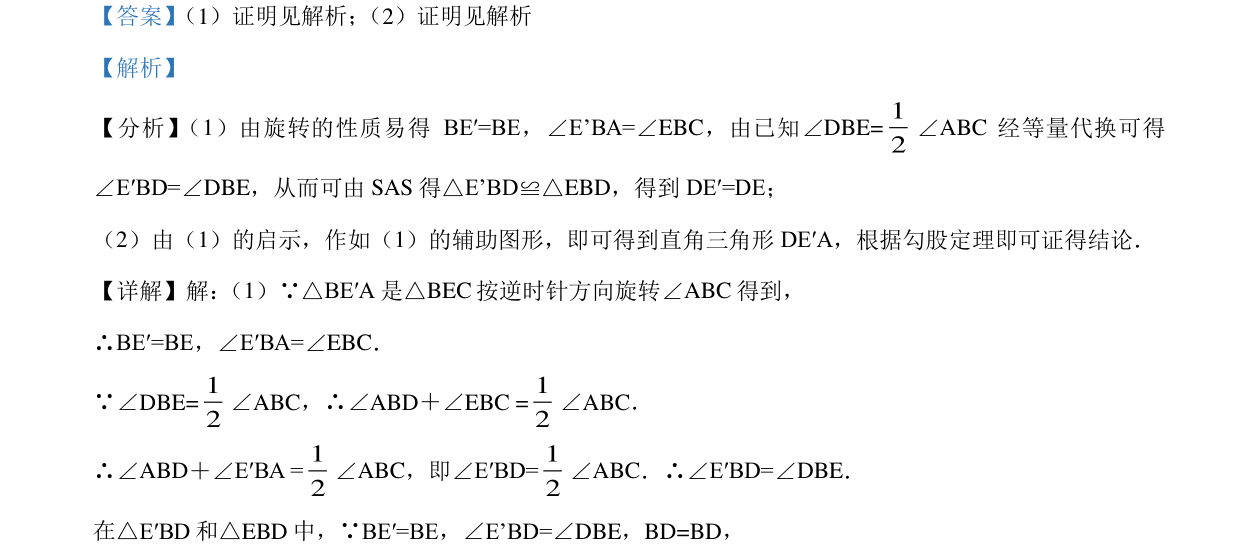 【答案】（1）证明见解析；（2）证明见解析
【解析】
【分析】（1）由旋转的性质易得 BE′=BE，∠E’BA=∠EBC，由已知∠DBE=1/2 ∠ABC 经等量代换可得
∠E′BD=∠DBE，从而可由 SAS 得△E’BD≌△EBD，得到 DE′=DE；
（2）由（1）的启示，作如（1）的辅助图形，即可得到直角三角形 DE′A，根据勾股定理即可证得结论．
【详解】解：（1）∵△BE′A 是△BEC 按逆时针方向旋转∠ABC 得到，
∴BE′=BE，∠E′BA=∠EBC．
∵∠DBE=1/2 ∠ABC，∴∠ABD＋∠EBC =1/2 ∠ABC．
∴∠ABD＋∠E′BA =1/2 ∠ABC，即∠E′BD=1/2 ∠ABC．∴∠E′BD=∠DBE．
在△E′BD 和△EBD 中，∵BE′=BE，∠E’BD=∠DBE，BD=BD，